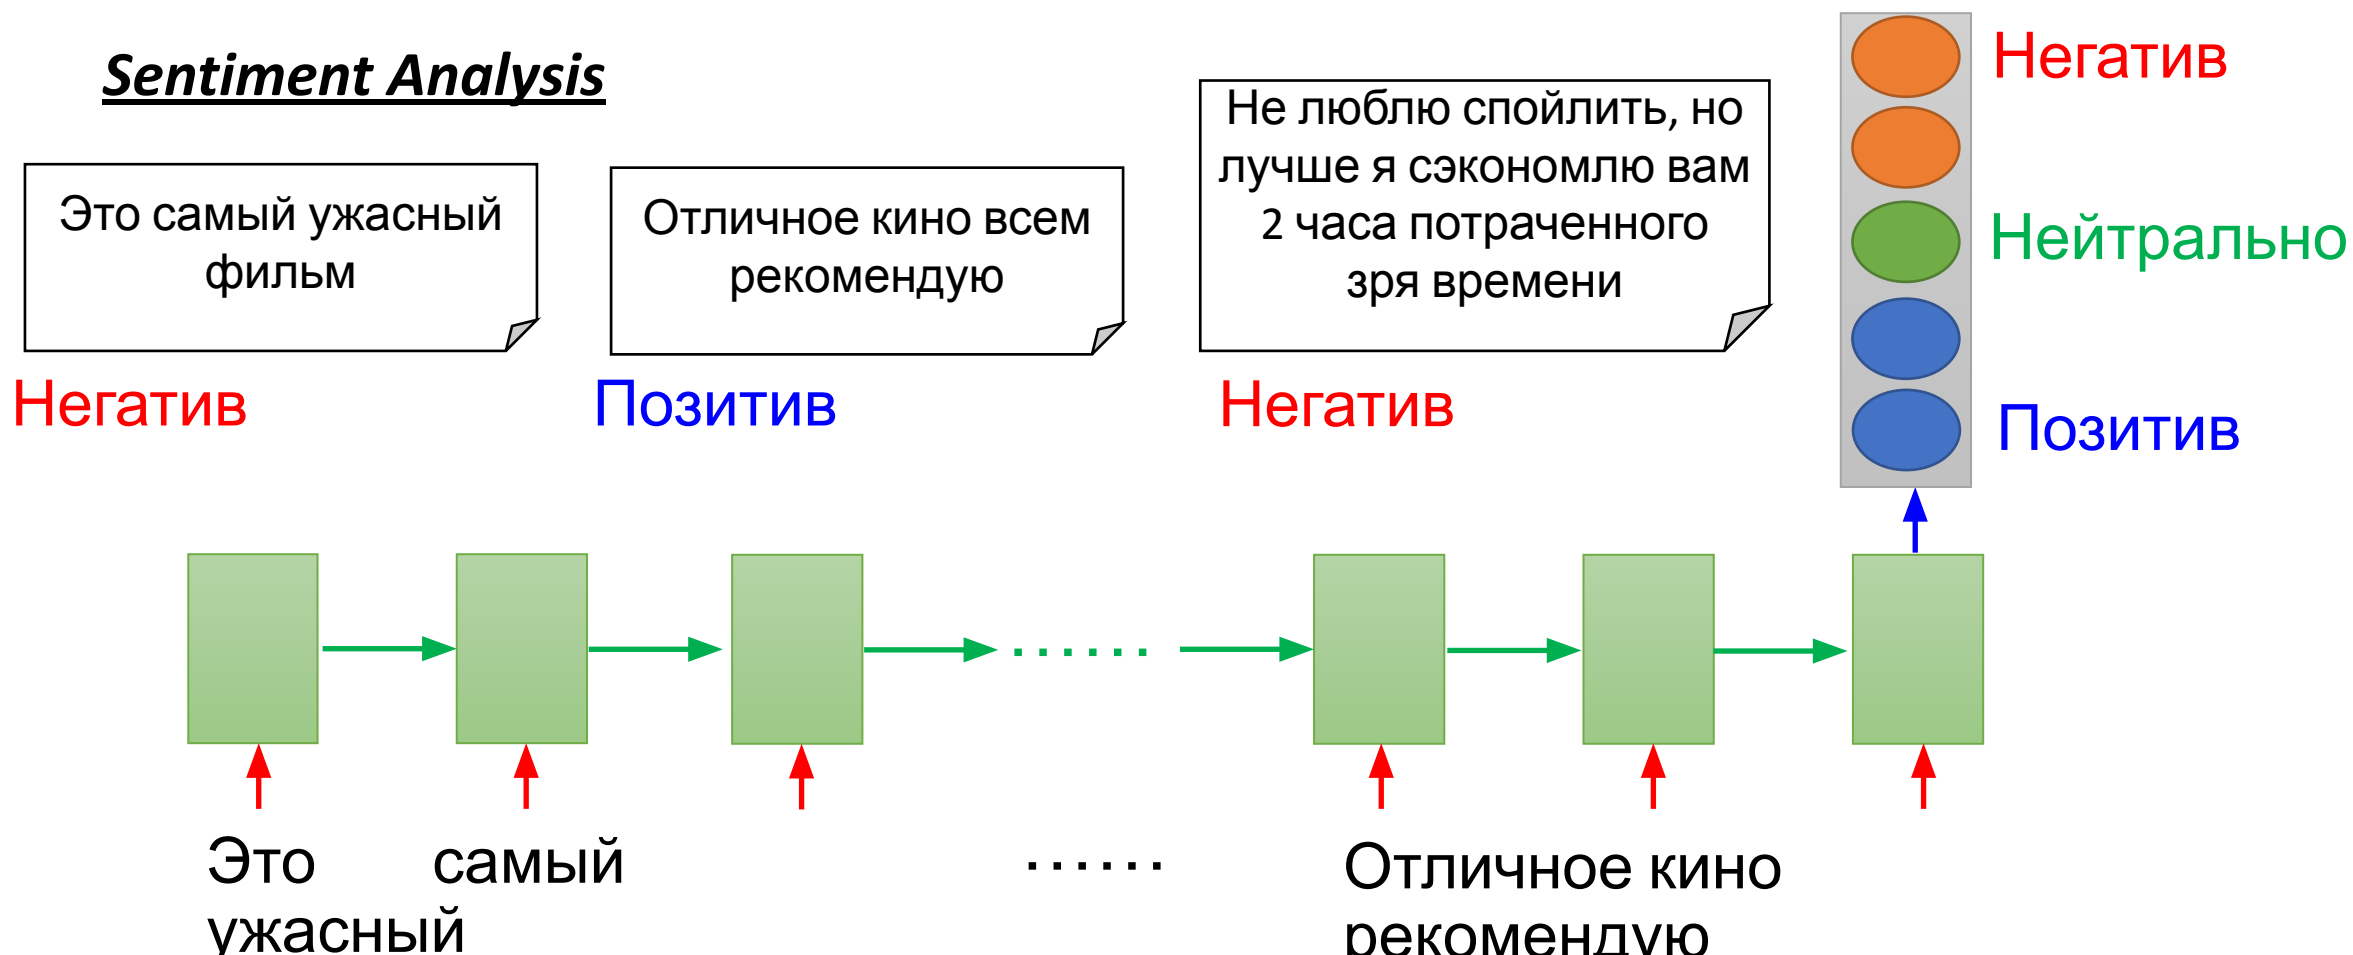 Sentiment Analysis
Это самый ужасный
фильм
Негатив
Отличное кино всем
рекомендую
Позитив
Не люблю спойлить, но
лучше я сэкономлю вам
2 часа потраченного
зря времени
Негатив
Негатив
Нейтрально
Позитив
......
Это самый
ужасный
......
Отличное кино
рекомендую